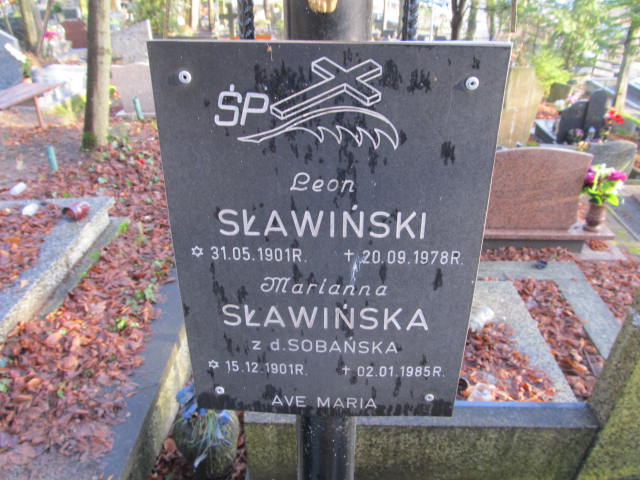 ŚP
Leon
SŁAWIŃSKI
✡ 31.05.1901R. ✝ 20.09.1978R.
Marianna
SŁAWIŃSKA
z d. SOBAŃSKA
✡ 15.12.1901R. ✝ 02.01.1985R.
AVE MARIA